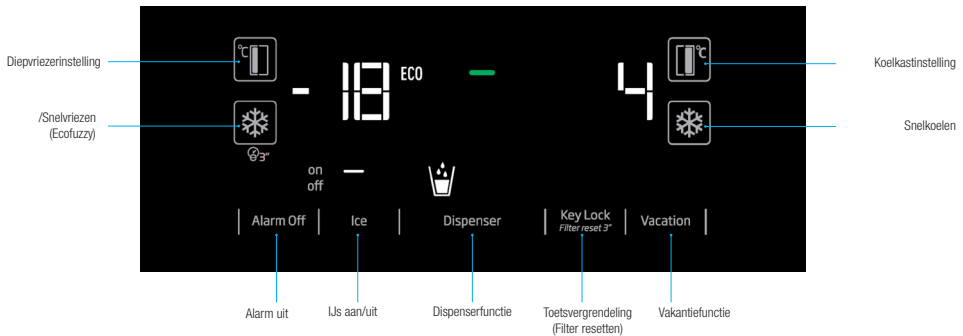 Diepvriezerinstelling
°C
- 18 ECO
4
°C
Koelkastinstelling
/Snelvriezen
(Ecofuzzy)
3"
Snelkoelen
on
off
Alarm Off
Ice
Dispenser
Key Lock
Filter reset 3"
Vacation
Alarm uit
IJs aan/uit
Dispenserfunctie
Toetsvergrendeling
(Filter resetten)
Vakantiefunctie